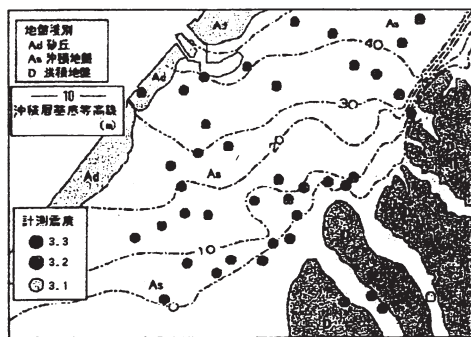 地盤種別
Ad 砂丘
As 沖積地盤
D 洪積地盤
10
沖積層基底等高線
(m)
Ad
As
40
Ad
30
20
As
Ad
計測震度
3.3
3.2
3.1
10
As
D
D